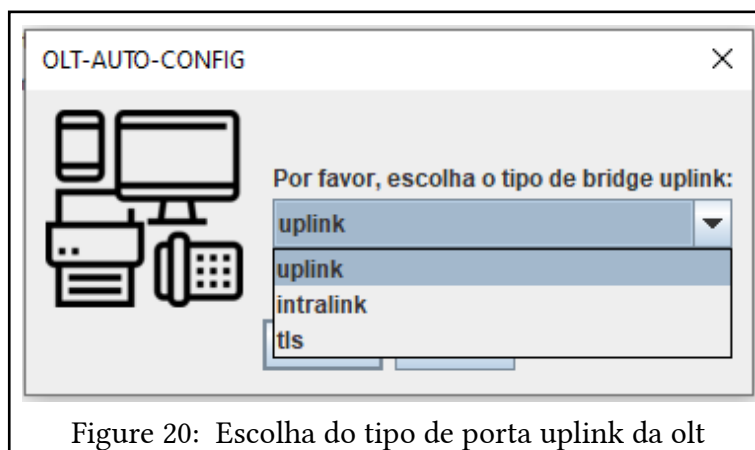 OLT-AUTO-CONFIG
Por favor, escolha o tipo de bridge uplink:
uplink
uplink
intralink
tls
Figure 20: Escolha do tipo de porta uplink da olt